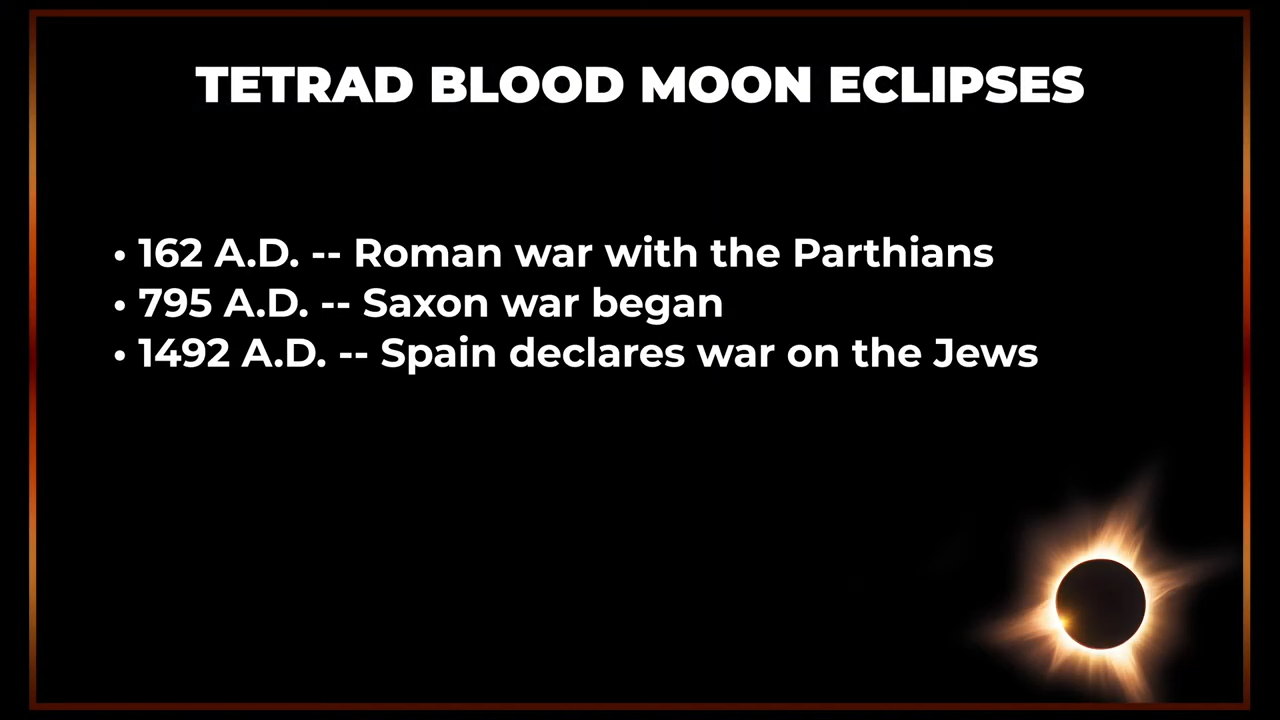 TETRAD BLOOD MOON ECLIPSES
• 162 A.D. -- Roman war with the Parthians
• 795 A.D. -- Saxon war began
• 1492 A.D. -- Spain declares war on the Jews